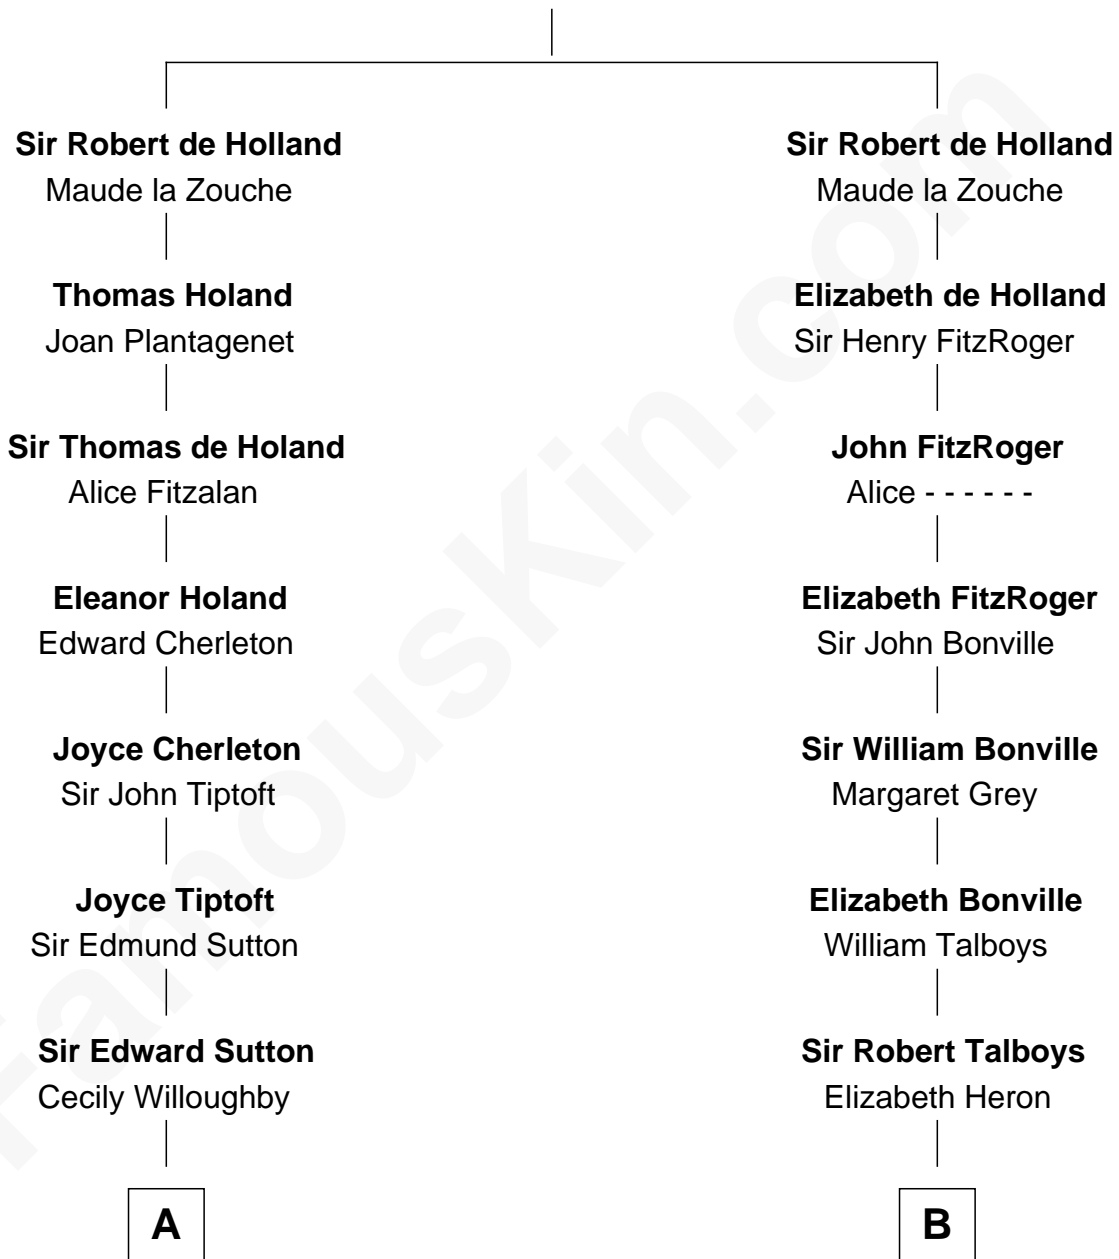 Sir Robert de Holland
Maude la Zouche
Thomas Holand
Joan Plantagenet
Sir Thomas de Holand
Alice Fitzalan
Eleanor Holand
Edward Cherleton
Joyce Cherleton
Sir John Tiptoft
Joyce Tiptoft
Sir Edmund Sutton
Sir Edward Sutton
Cecily Willoughby
A
Sir Robert de Holland
Maude la Zouche
Elizabeth de Holland
Sir Henry FitzRoger
John FitzRoger
Alice - - - - - -
Elizabeth FitzRoger
Sir John Bonville
Sir William Bonville
Margaret Grey
Elizabeth Bonville
William Talboys
Sir Robert Talboys
Elizabeth Heron
B
FamousKin.com